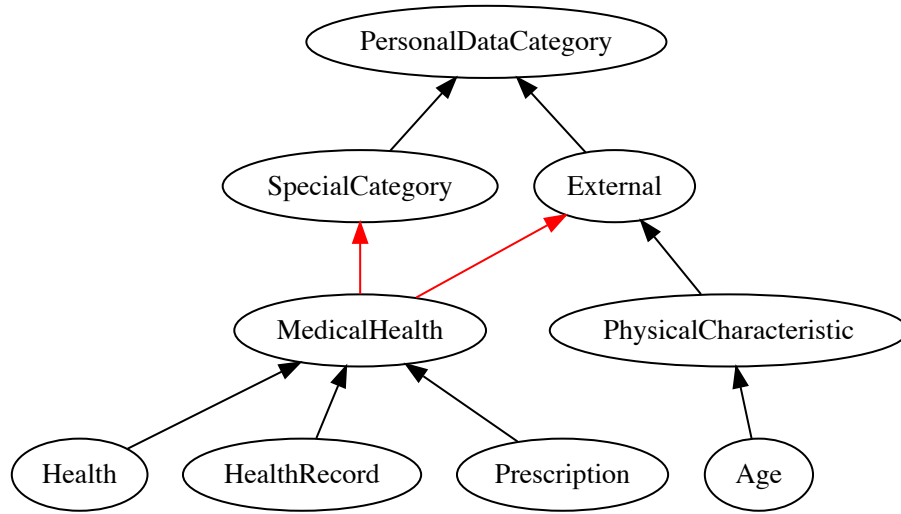 PersonalDataCategory
SpecialCategory
External
MedicalHealth
PhysicalCharacteristic
Health
HealthRecord
Prescription
Age